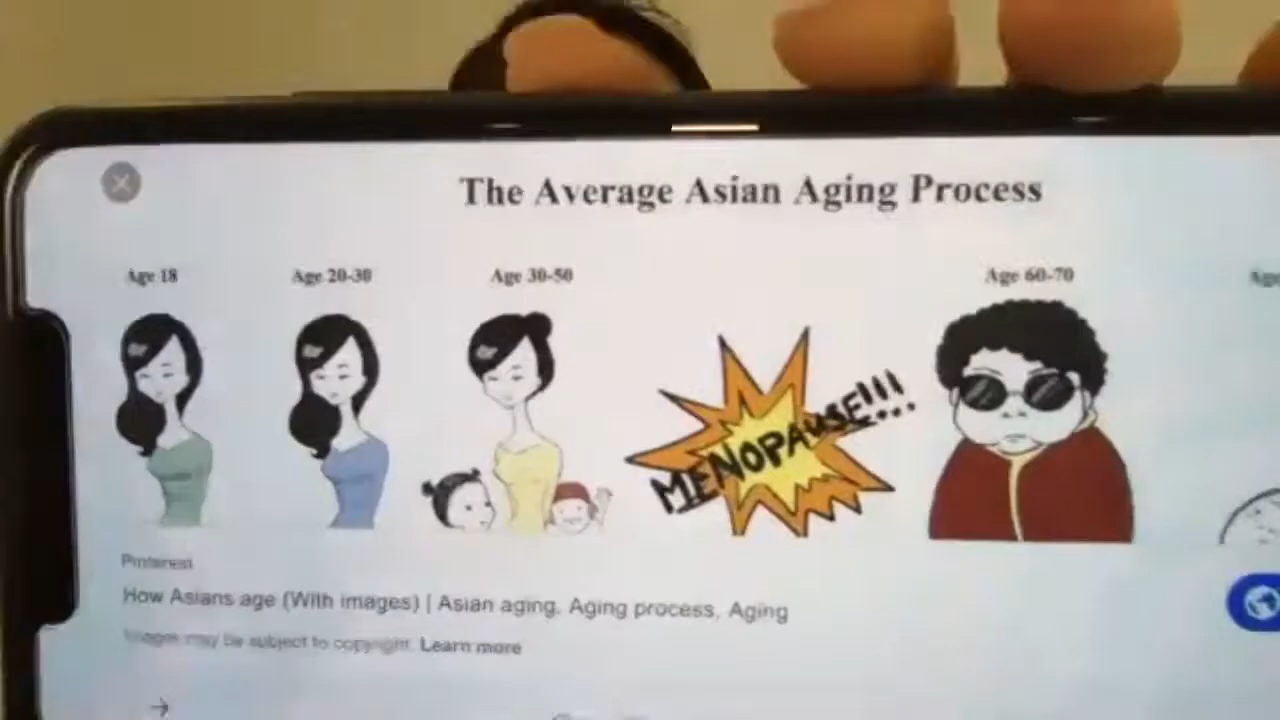 The Average Asian Aging Process
Age 18
Age 20-30
Age 30-50
Age 60-70
MENOPAUSE!!!
Pinterest
How Asians age (With images) | Asian aging, Aging process, Aging
Images may be subject to copyright. Learn more